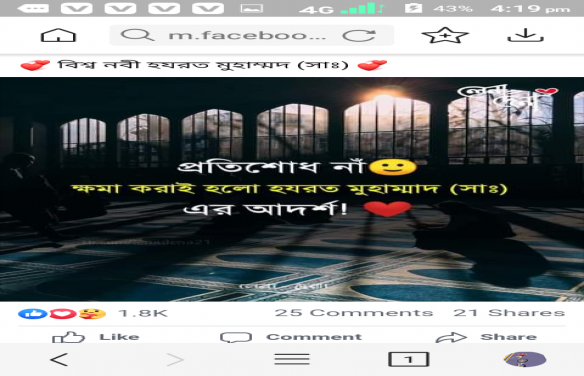 4G 43% 4:19 pm
m.faceboo...
বিশ্ব নবী হযরত মুহাম্মদ (সাঃ)
প্রতিশোধ নাঁ
ক্ষমা করাই হলো হযরত মুহাম্মাদ (সাঃ)
এর আদর্শ!
1.8K 25 Comments 21 Shares
Like Comment Share
1